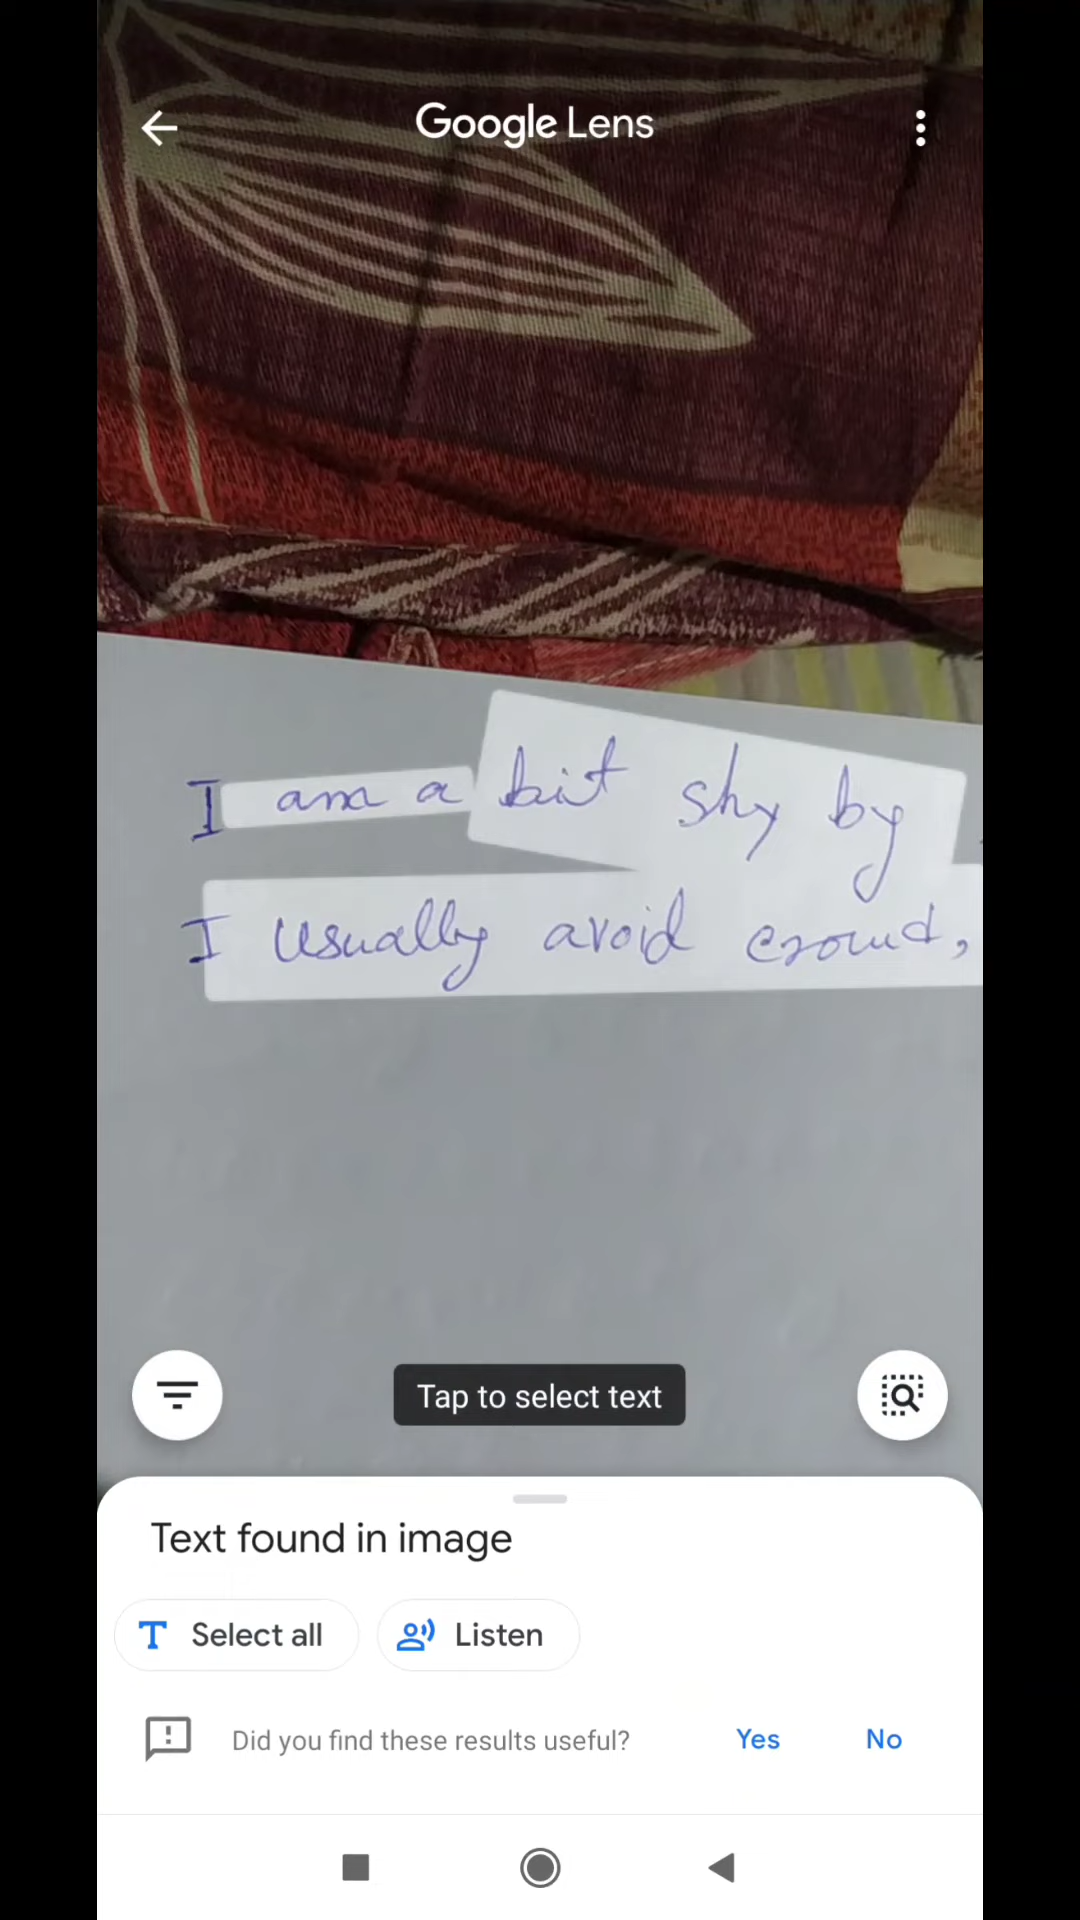 Google Lens
I am a bit shy by
I usually avoid crowd,
Tap to select text
Text found in image
Select all
Listen
Did you find these results useful?
Yes
No